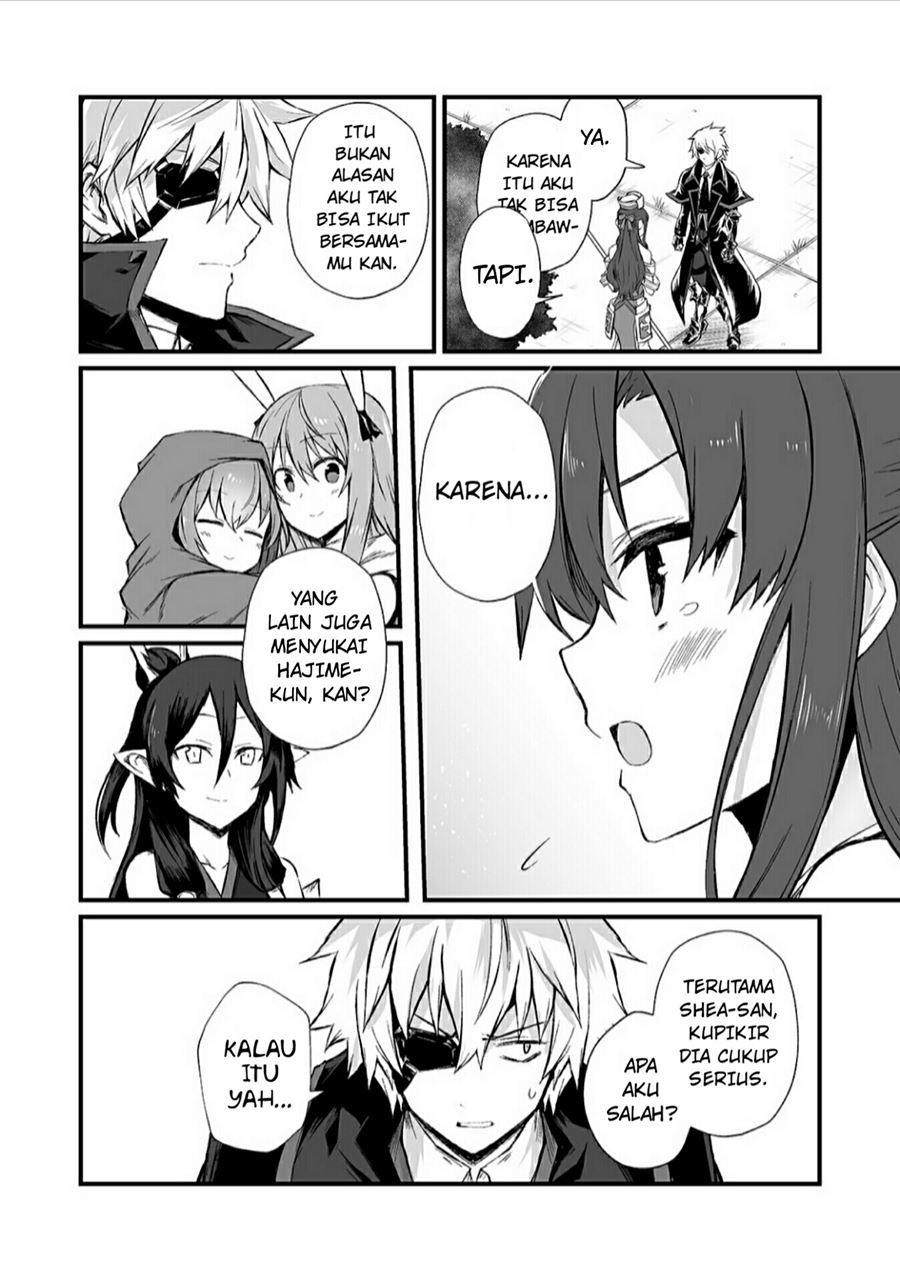 YA.
KARENA
ITU AKU
TAK BISA
MBAW-
TAPI.
ITU
BUKAN
ALASAN
AKU TAK
BISA IKUT
BERSAMA-
MU KAN.
KARENA...
YANG
LAIN JUGA
MENYUKAI
HAJIME-
KUN, KAN?
TERUTAMA
SHEA-SAN,
KUPIKIR
DIA CUKUP
SERIUS.
APA
AKU
SALAH?
KALAU
ITU
YAH...